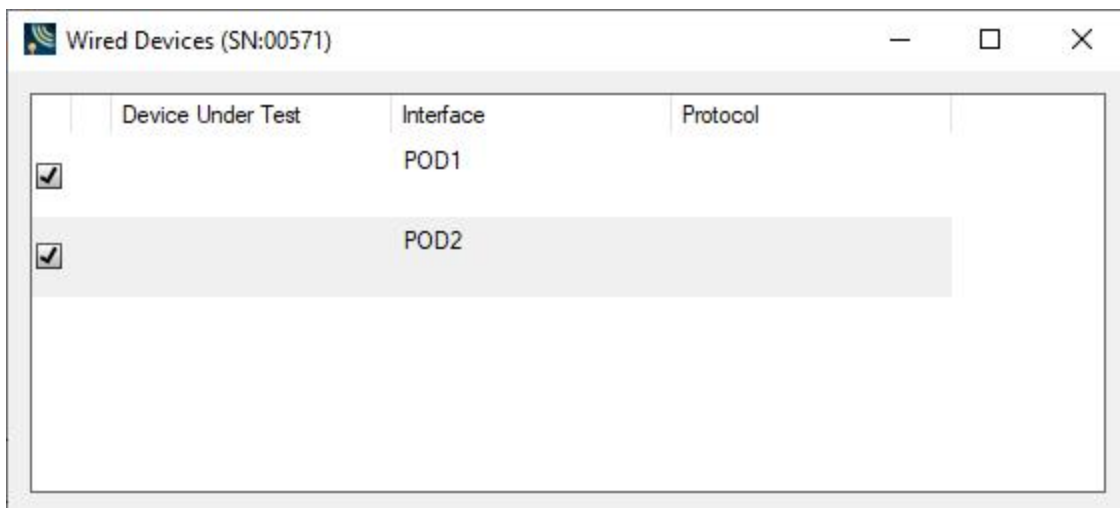 Wired Devices (SN:00571)
Device Under Test Interface Protocol
POD1
POD2